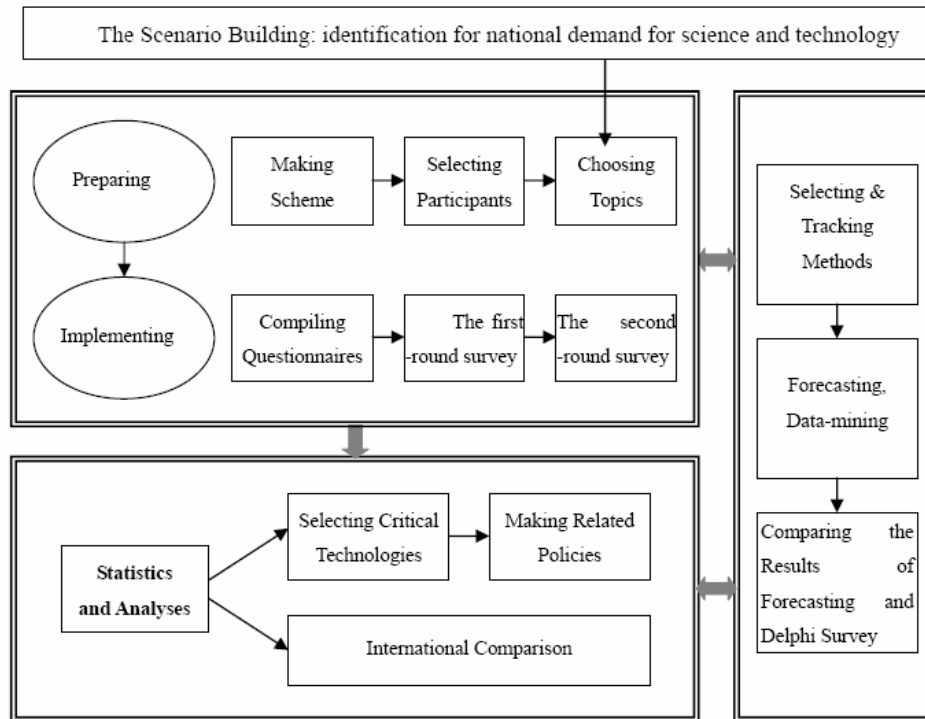 The Scenario Building: identification for national demand for science and technology
Preparing
Making
Scheme
Selecting
Participants
Choosing
Topics
Implementing
Compiling
Questionnaires
The first
-round survey
The second
-round survey
Selecting &
Tracking
Methods
Forecasting,
Data-mining
Comparing the
Results of
Forecasting and
Delphi Survey
Statistics
and Analyses
Selecting Critical
Technologies
Making Related
Policies
International Comparison